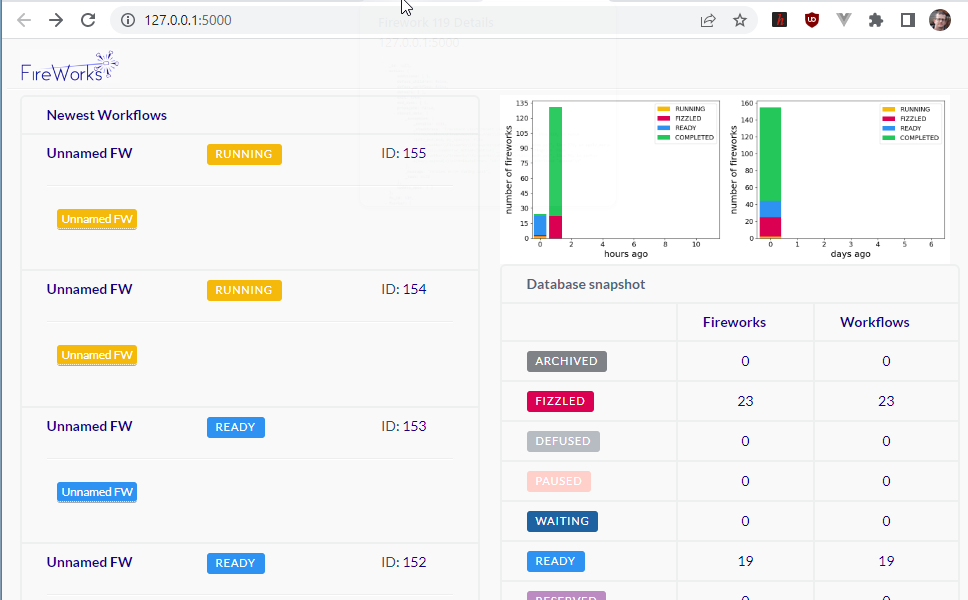 127.0.0.1:5000
Firework 119 Details
127.0.0.1:5000
FireWorks
Newest Workflows
Unnamed FW RUNNING ID: 155
Unnamed FW
Unnamed FW RUNNING ID: 154
Unnamed FW
Unnamed FW READY ID: 153
Unnamed FW
Unnamed FW READY ID: 152
number of fireworks
135
120
105
90
75
60
45
30
15
0
0 2 4 6 8 10
hours ago
RUNNING
FIZZLED
READY
COMPLETED
number of fireworks
160
140
120
100
80
60
40
20
0
0 1 2 3 4 5 6
days ago
RUNNING
FIZZLED
READY
COMPLETED
Database snapshot
Fireworks Workflows
ARCHIVED 0 0
FIZZLED 23 23
DEFUSED 0 0
PAUSED 0 0
WAITING 0 0
READY 19 19
RESERVED 0 0